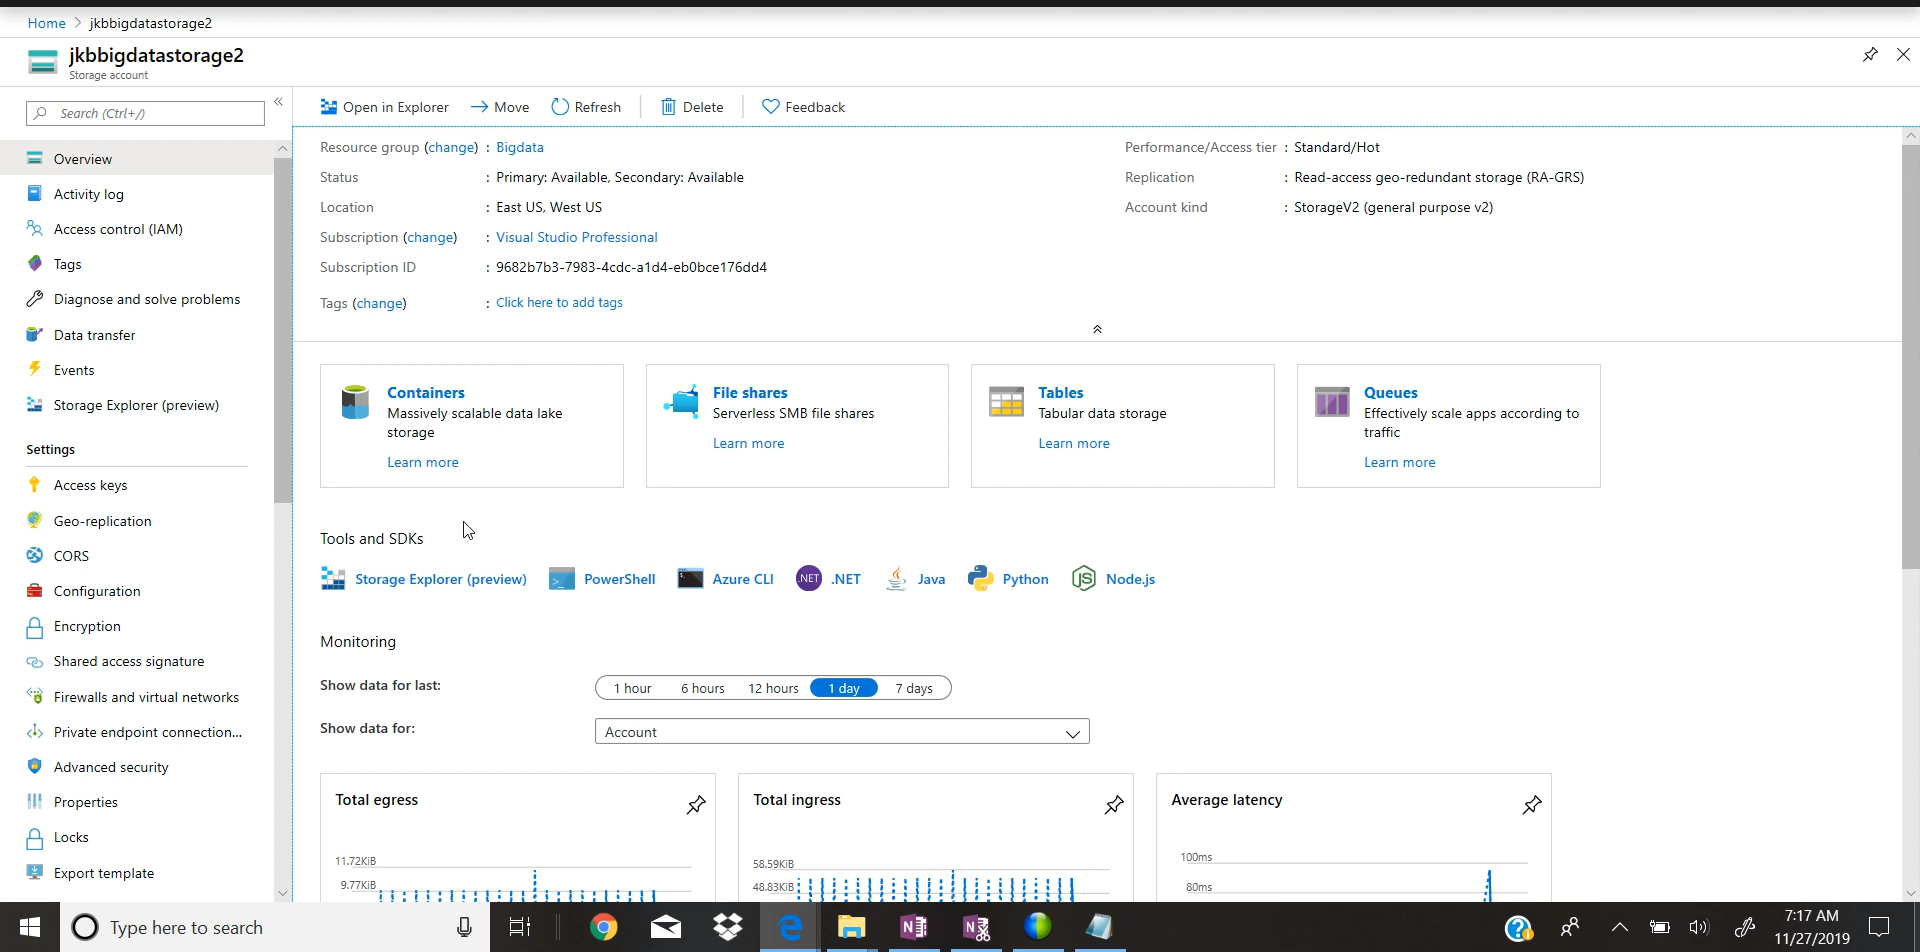 Home > jkbbigdatastorage2
jkbbigdatastorage2
Storage account
Search (Ctrl+/)
«
Open in Explorer
Move
Refresh
Delete
Feedback
Overview
Activity log
Access control (IAM)
Tags
Diagnose and solve problems
Data transfer
Events
Storage Explorer (preview)
Settings
Access keys
Geo-replication
CORS
Configuration
Encryption
Shared access signature
Firewalls and virtual networks
Private endpoint connection...
Advanced security
Properties
Locks
Export template
Resource group (change) : Bigdata
Status : Primary: Available, Secondary: Available
Location : East US, West US
Subscription (change) : Visual Studio Professional
Subscription ID : 9682b7b3-7983-4cdc-a1d4-eb0bce176dd4
Tags (change) : Click here to add tags
Performance/Access tier : Standard/Hot
Replication : Read-access geo-redundant storage (RA-GRS)
Account kind : StorageV2 (general purpose v2)
Containers
Massively scalable data lake
storage
Learn more
File shares
Serverless SMB file shares
Learn more
Tables
Tabular data storage
Learn more
Queues
Effectively scale apps according to
traffic
Learn more
Tools and SDKs
Storage Explorer (preview)
PowerShell
Azure CLI
NET .NET
Java
Python
JS Node.js
Monitoring
Show data for last:
1 hour 6 hours 12 hours 1 day 7 days
Show data for:
Account
Total egress
11.72KiB
9.77KiB
Total ingress
58.59KiB
48.83KiB
Average latency
100ms
80ms
Type here to search
7:17 AM
11/27/2019